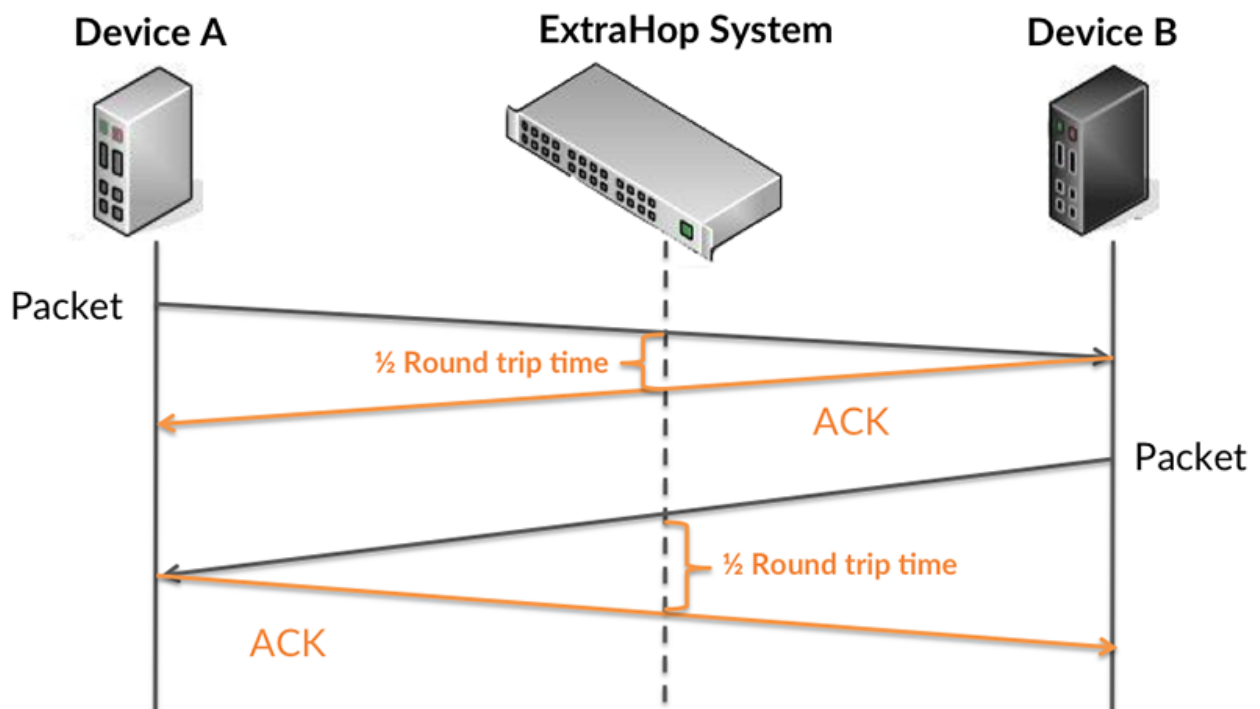 Device A
ExtraHop System
Device B
Packet
½ Round trip time
ACK
Packet
½ Round trip time
ACK